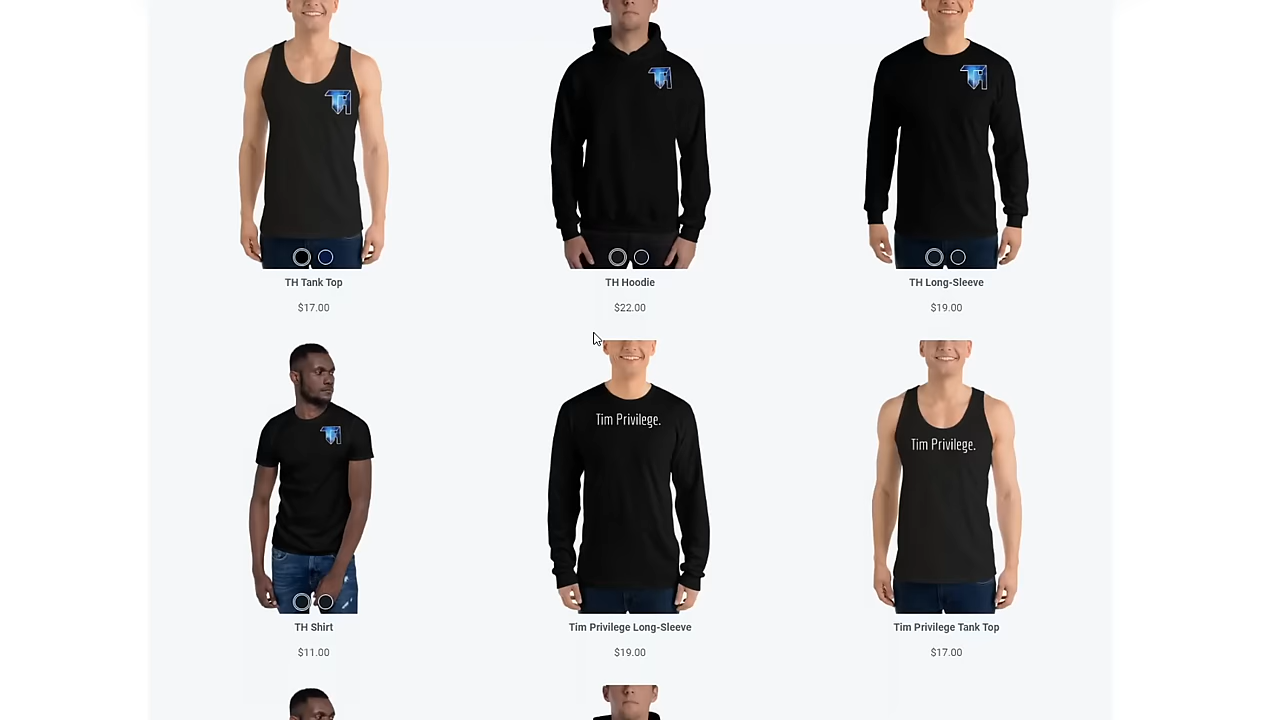 TH Tank Top
$17.00
TH Hoodie
$22.00
TH Long-Sleeve
$19.00
Tim Privilege.
Tim Privilege.
TH Shirt
$11.00
Tim Privilege Long-Sleeve
$19.00
Tim Privilege Tank Top
$17.00